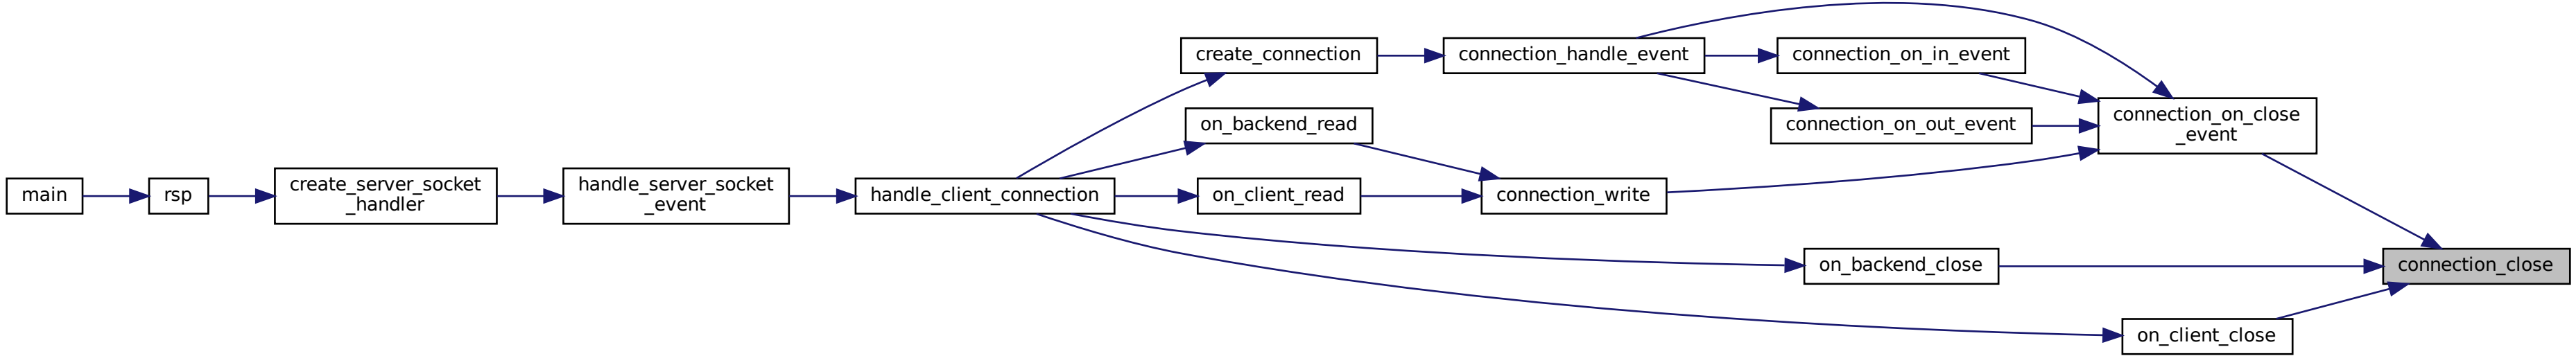 main
rsp
create_server_socket
_handler
handle_server_socket
_event
handle_client_connection
create_connection
on_backend_read
on_client_read
connection_handle_event
connection_write
connection_on_in_event
connection_on_out_event
on_backend_close
connection_on_close
_event
on_client_close
connection_close